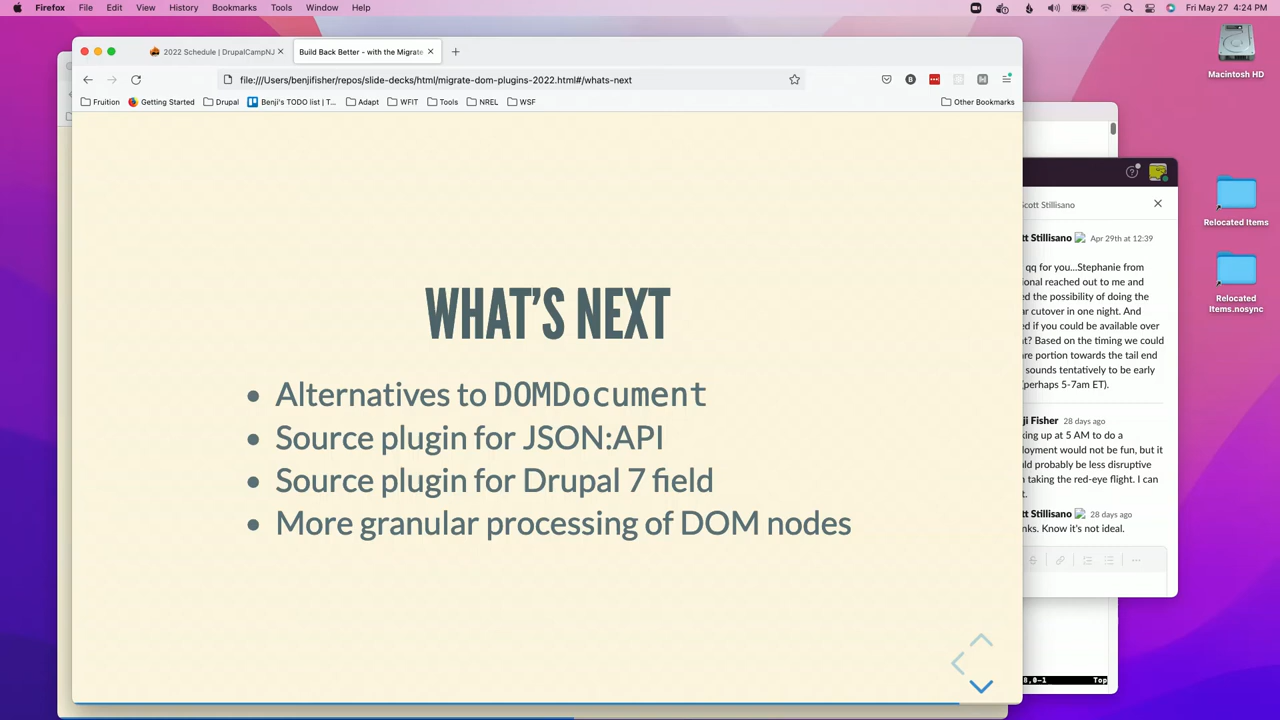 Firefox File Edit View History Bookmarks Tools Window Help Fri May 27 4:24 PM
2022 Schedule | DrupalCampNJ Build Back Better - with the Migrate
file:///Users/benjifisher/repos/slide-decks/html/migrate-dom-plugins-2022.html#/whats-next
Fruition Getting Started Drupal Benji's TODO list | T... Adapt WFIT Tools NREL WSF Other Bookmarks
WHAT'S NEXT
• Alternatives to DOMDocument
• Source plugin for JSON:API
• Source plugin for Drupal 7 field
• More granular processing of DOM nodes
Scott Stillisano
tt Stillisano Apr 29th at 12:39
qq for you...Stephanie from
ional reached out to me and
ed the possibility of doing the
ar cutover in one night. And
ed if you could be available over
t? Based on the timing we could
re portion towards the tail end
sounds tentatively to be early
(perhaps 5-7am ET).
ji Fisher 28 days ago
king up at 5 AM to do a
loyment would not be fun, but it
ld probably be less disruptive
n taking the red-eye flight. I can
t.
tt Stillisano 28 days ago
nks. Know it's not ideal.
8,0-1 Top
Macintosh HD
Relocated Items
Relocated
Items.nosync